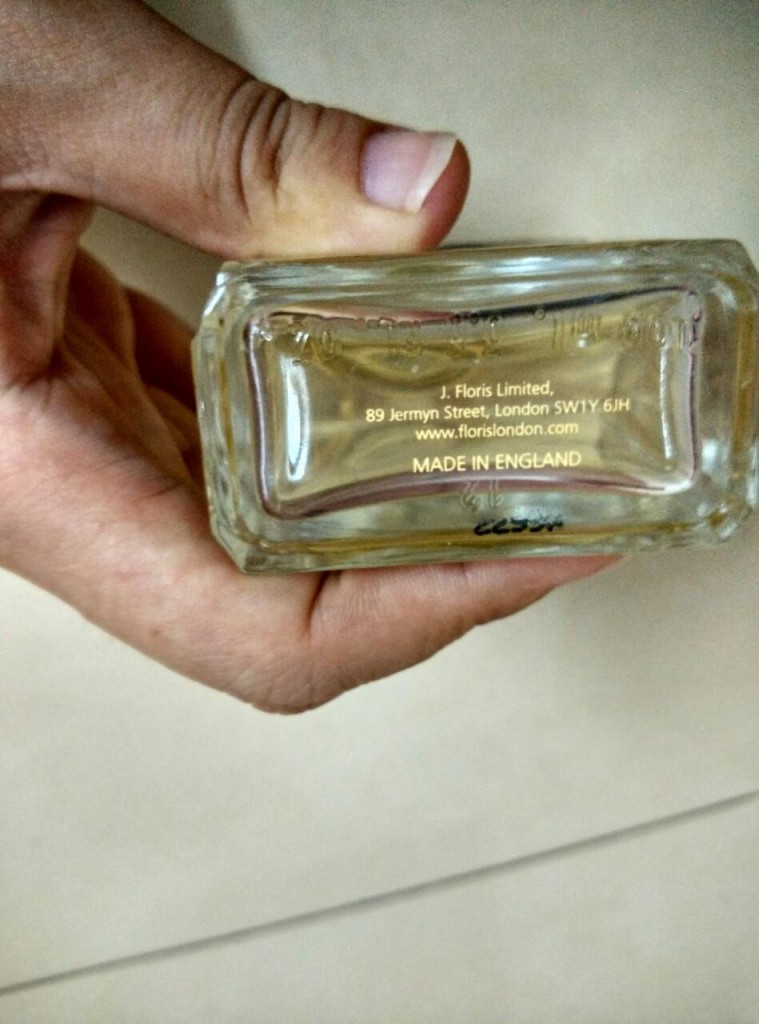 J. Floris Limited,
89 Jermyn Street, London SW1Y 6JH
www.florislondon.com
MADE IN ENGLAND